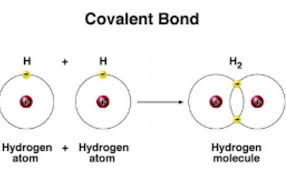 Covalent Bond
H + H H₂
Hydrogen + Hydrogen Hydrogen
atom atom molecule